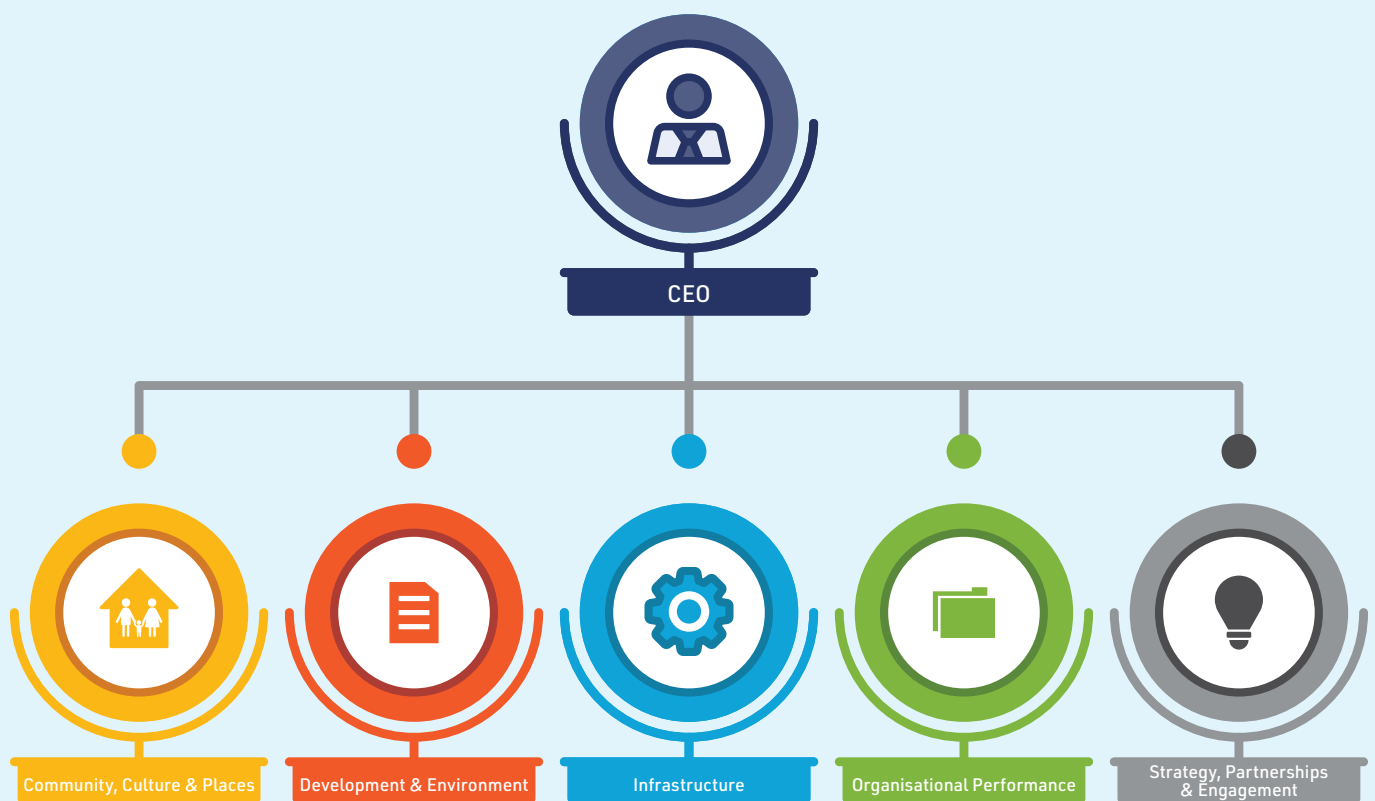 CEO
Community, Culture & Places
Development & Environment
Infrastructure
Organisational Performance
Strategy, Partnerships
& Engagement